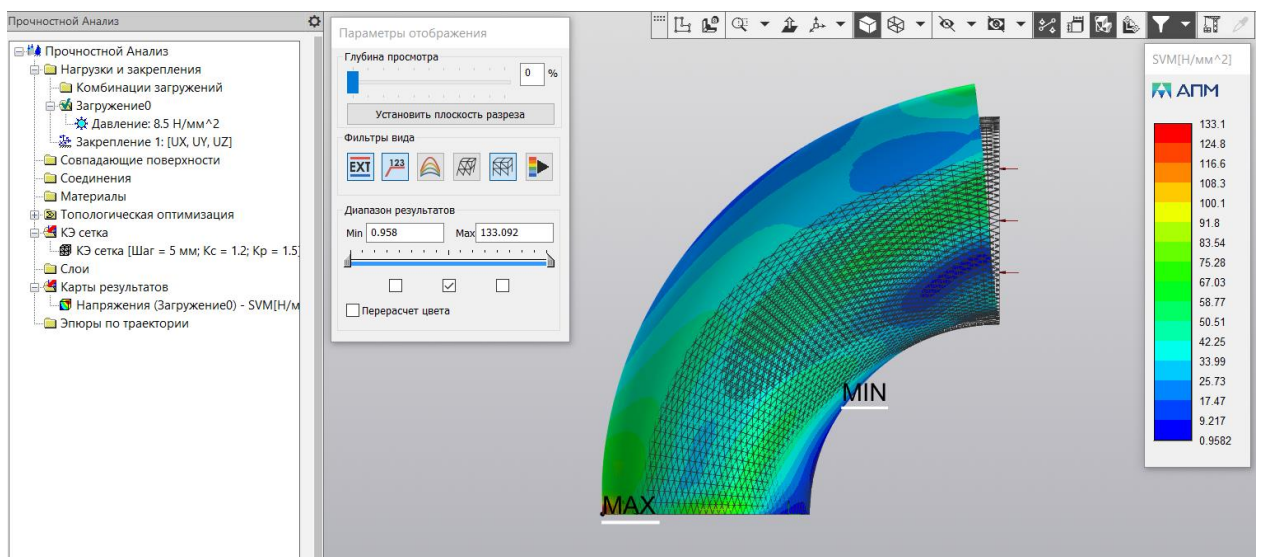 Прочностной Анализ
Прочностной Анализ
Нагрузки и закрепления
Комбинации загружений
Загружение0
Давление: 8.5 Н/мм^2
Закрепление 1: [UX, UY, UZ]
Совпадающие поверхности
Соединения
Материалы
Топологическая оптимизация
КЭ сетка
КЭ сетка [Шаг = 5 мм; Кс = 1.2; Кр = 1.5]
Слои
Карты результатов
Напряжения (Загружение0) - SVM[Н/м
Эпюры по траектории
Параметры отображения
Глубина просмотра
0 %
Установить плоскость разреза
Фильтры вида
EXT 123
Диапазон результатов
Min 0.958 Max 133.092
Перерасчет цвета
MIN
MAX
SVM[Н/мм^2]
АПМ
133.1
124.8
116.6
108.3
100.1
91.8
83.54
75.28
67.03
58.77
50.51
42.25
33.99
25.73
17.47
9.217
0.9582